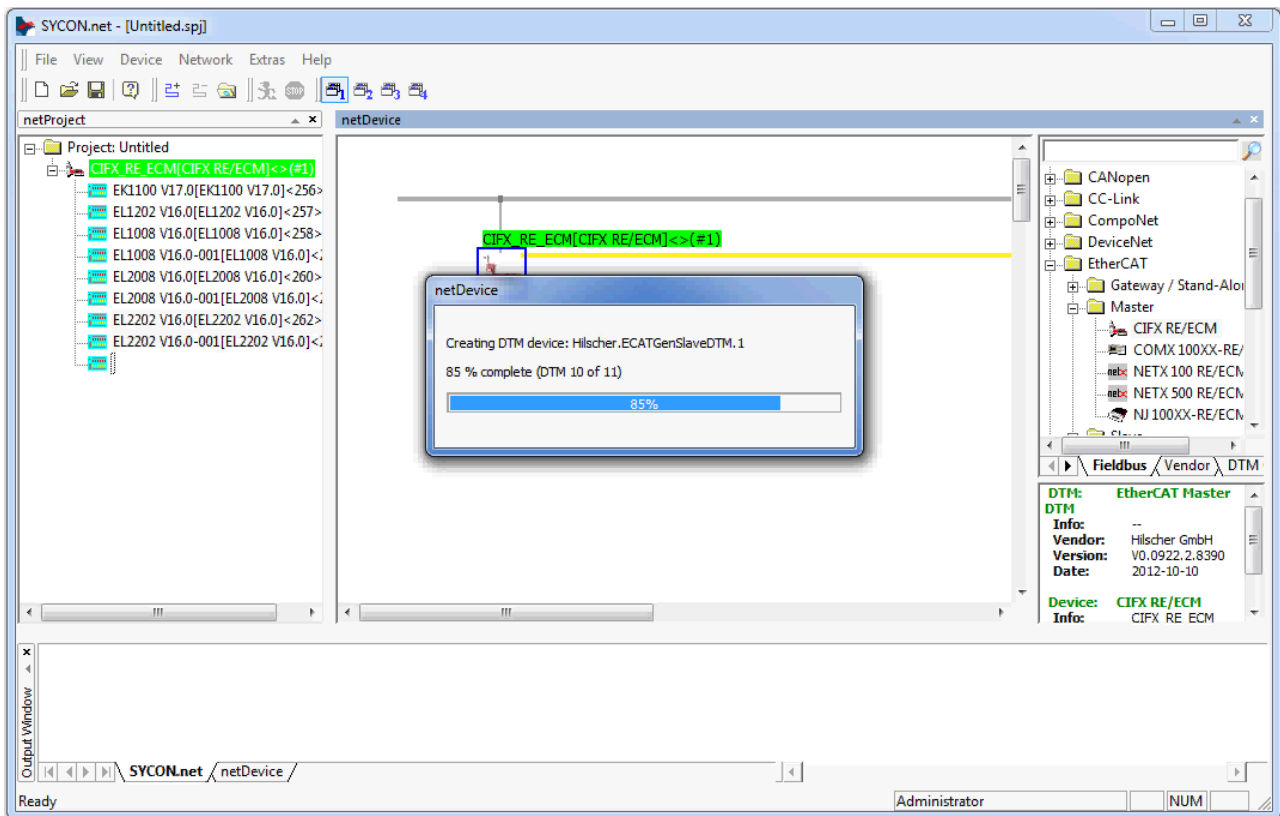 SYCON.net - [Untitled.spj]
File View Device Network Extras Help
netProject
netDevice
Project: Untitled
CIFX_RE_ECM[CIFX RE/ECM]<>(#1)
EK1100 V17.0[EK1100 V17.0]<256>
EL1202 V16.0[EL1202 V16.0]<257>
EL1008 V16.0[EL1008 V16.0]<258>
EL1008 V16.0-001[EL1008 V16.0]<2
EL2008 V16.0[EL2008 V16.0]<260>
EL2008 V16.0-001[EL2008 V16.0]<2
EL2202 V16.0[EL2202 V16.0]<262>
EL2202 V16.0-001[EL2202 V16.0]<2
CIFX_RE_ECM[CIFX RE/ECM]<>(#1)
netDevice
Creating DTM device: Hilscher.ECATGenSlaveDTM.1
85 % complete (DTM 10 of 11)
85%
CANopen
CC-Link
CompoNet
DeviceNet
EtherCAT
Gateway / Stand-Alo
Master
CIFX RE/ECM
COMX 100XX-RE/
NETX 100 RE/ECM
NETX 500 RE/ECM
NJ 100XX-RE/ECM
Slave
Fieldbus Vendor DTM
DTM: EtherCAT Master
DTM
Info: --
Vendor: Hilscher GmbH
Version: V0.0922.2.8390
Date: 2012-10-10
Device: CIFX RE/ECM
Info: CIFX RE ECM
Output Window
SYCON.net netDevice
Ready
Administrator
NUM